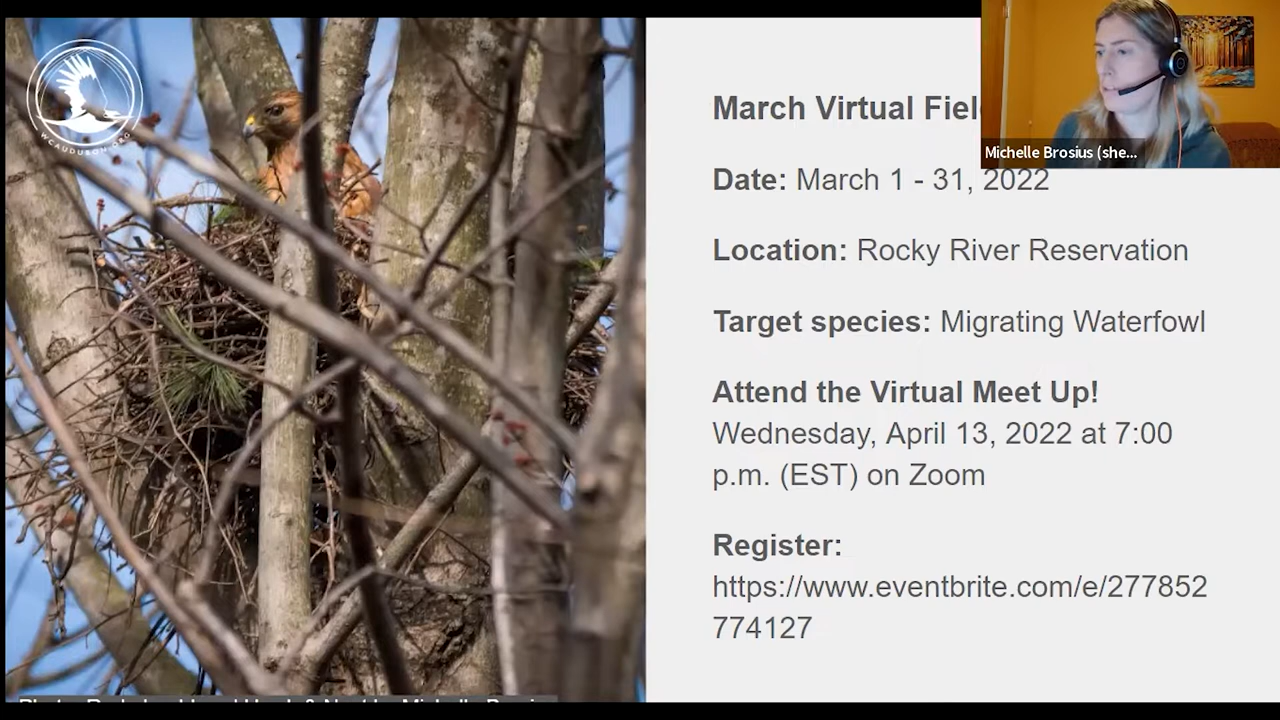 WCAUDUBON.ORG
March Virtual Fiel
Michelle Brosius (she...
Date: March 1 - 31, 2022
Location: Rocky River Reservation
Target species: Migrating Waterfowl
Attend the Virtual Meet Up!
Wednesday, April 13, 2022 at 7:00
p.m. (EST) on Zoom
Register:
https://www.eventbrite.com/e/277852
774127